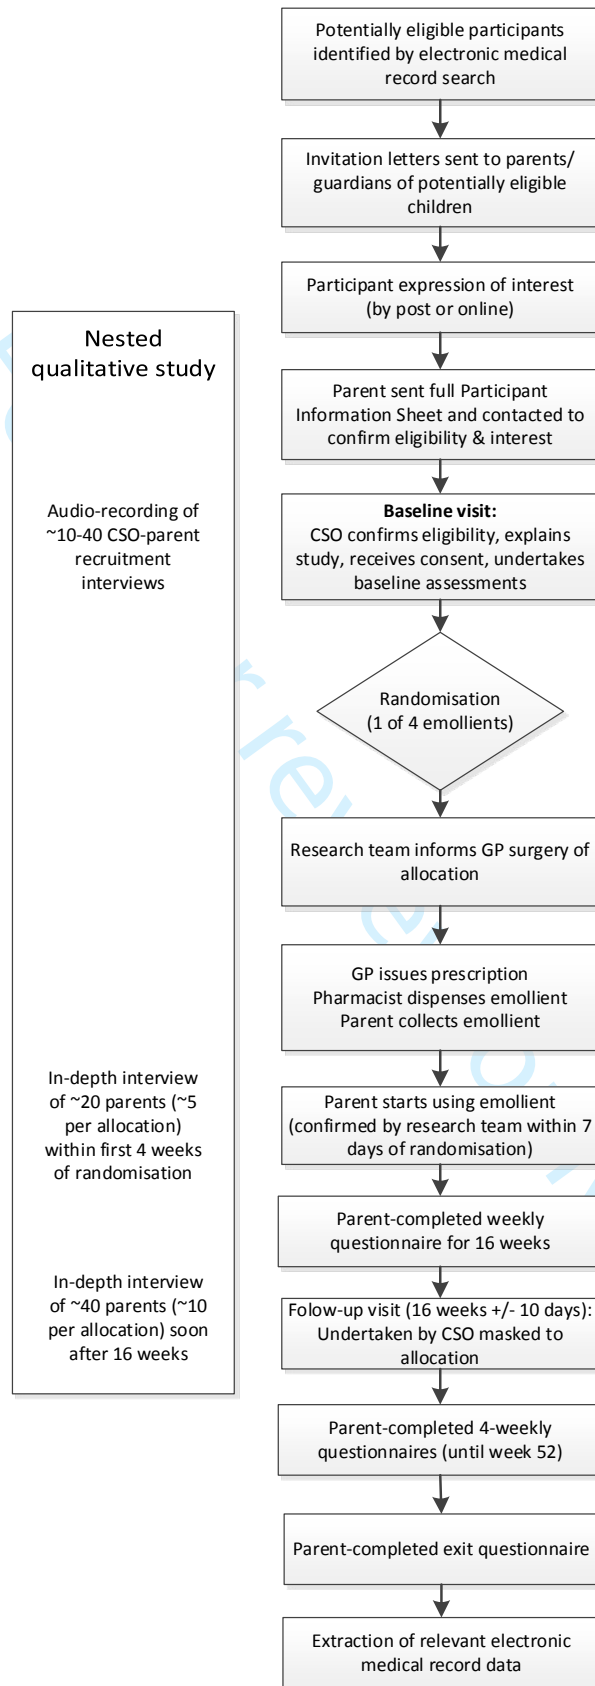 Potentially eligible participants
identified by electronic medical
record search
Invitation letters sent to parents/
guardians of potentially eligible
children
Participant expression of interest
(by post or online)
Nested
qualitative study
Parent sent full Participant
Information Sheet and contacted to
confirm eligibility & interest
Audio-recording of
~10-40 CSO-parent
recruitment
interviews
Baseline visit:
CSO confirms eligibility, explains
study, receives consent, undertakes
baseline assessments
Randomisation
(1 of 4 emollients)
Research team informs GP surgery of
allocation
GP issues prescription
Pharmacist dispenses emollient
Parent collects emollient
In-depth interview
of ~20 parents (~5
per allocation)
within first 4 weeks
of randomisation
Parent starts using emollient
(confirmed by research team within 7
days of randomisation)
Parent-completed weekly
questionnaire for 16 weeks
In-depth interview
of ~40 parents (~10
per allocation) soon
after 16 weeks
Folow-up visit (16 weeks +/- 10 days):
Undertaken by CSO masked to
allocation
Parent-completed 4-weekly
questionnaires (until week 52)
Parent-completed exit questionnaire
Extraction of relevant electronic
medical record data